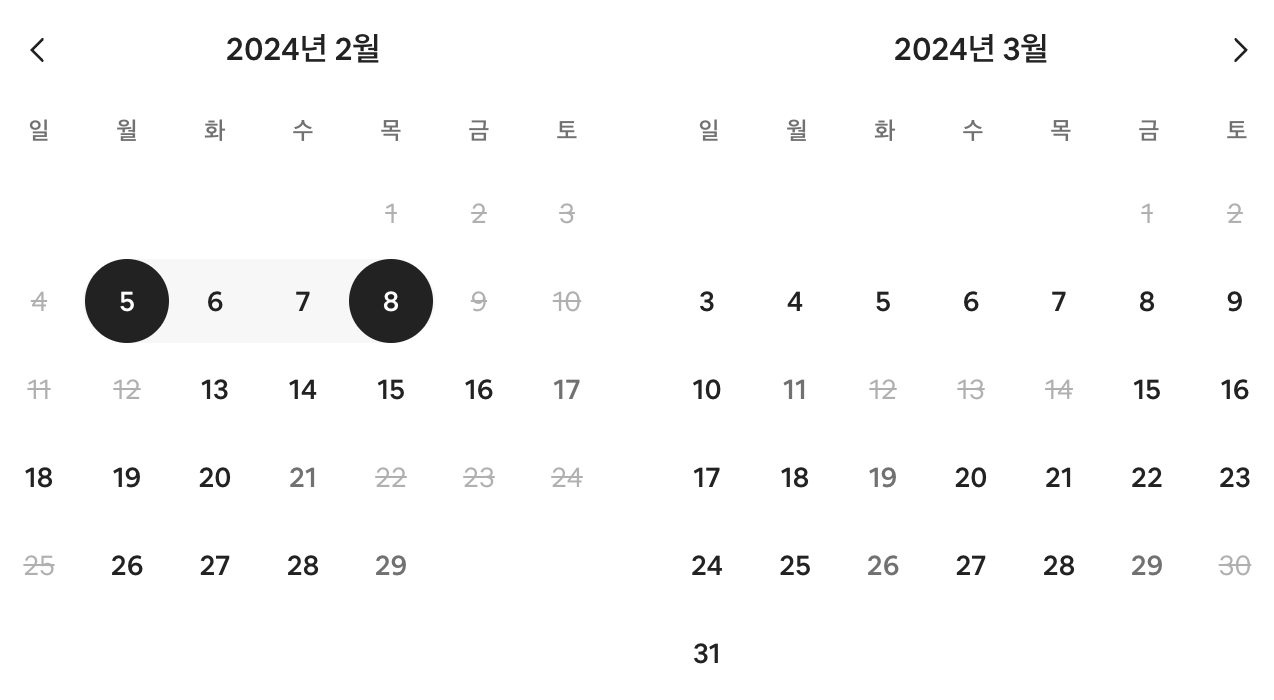 2024년 2월
일 월 화 수 목 금 토
1 2 3
4 5 6 7 8 9 10
11 12 13 14 15 16 17
18 19 20 21 22 23 24
25 26 27 28 29
2024년 3월
일 월 화 수 목 금 토
1 2
3 4 5 6 7 8 9
10 11 12 13 14 15 16
17 18 19 20 21 22 23
24 25 26 27 28 29 30
31